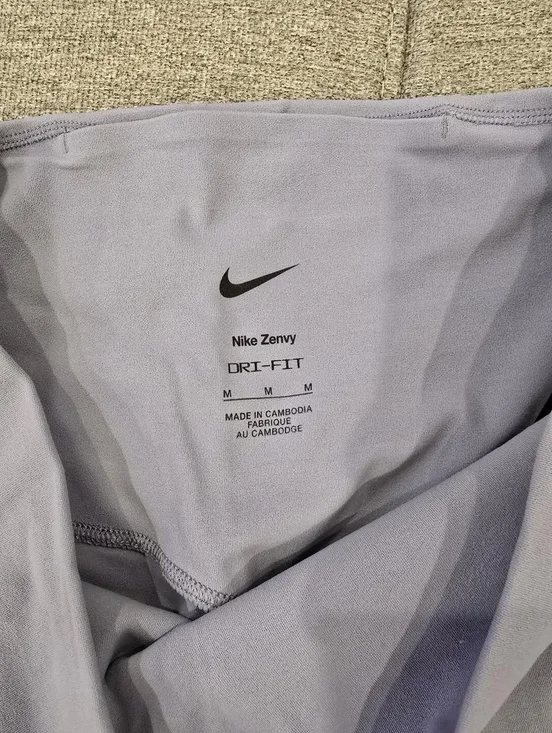 Nike Zenvy
DRI-FIT
M M M
MADE IN CAMBODIA
FABRIQUE
AU CAMBODGE